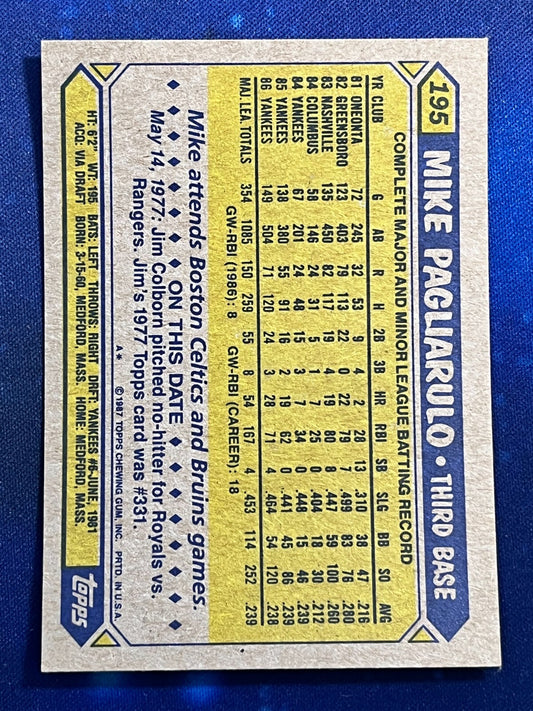 195 MIKE PAGLIARULO • THIRD BASE
COMPLETE MAJOR AND MINOR LEAGUE BATTING RECORD
YR CLUB G AB R H 2B 3B HR RBI SB SLG BB SO AVG
81 ONEONTA 72 245 32 53 9 4 2 28 13 .310 38 47 .216
82 GREENSBORO 123 403 79 113 22 0 22 79 7 .499 83 76 .280
83 NASHVILLE 135 450 82 117 19 4 19 80 8 .447 59 100 .260
84 COLUMBUS 58 146 24 31 5 1 7 25 0 .404 18 30 .212
84 YANKEES 67 201 24 48 15 3 7 34 0 .448 15 46 .239
85 YANKEES 138 380 55 91 16 2 19 62 0 .441 45 86 .239
86 YANKEES 149 504 71 120 24 3 28 71 4 .464 54 120 .238
MAJ. LEA. TOTALS 354 1085 150 259 55 8 54 167 4 .453 114 252 .239
GW-RBI (1986): 8 GW-RBI (CAREER): 18
Mike attends Boston Celtics and Bruins games.
ON THIS DATE
May 14, 1977: Jim Colborn pitched no-hitter for Royals vs.
Rangers. Jim's 1977 Topps card was #331.
A* © 1987 TOPPS CHEWING GUM, INC. PRTD. IN U.S.A.
HT: 6'2" WT: 195 BATS: LEFT THROWS: RIGHT DRFT: YANKEES #6-JUNE, 1981
ACQ: VIA DRAFT BORN: 3-15-60, MEDFORD, MASS. HOME: MEDFORD, MASS.
topps